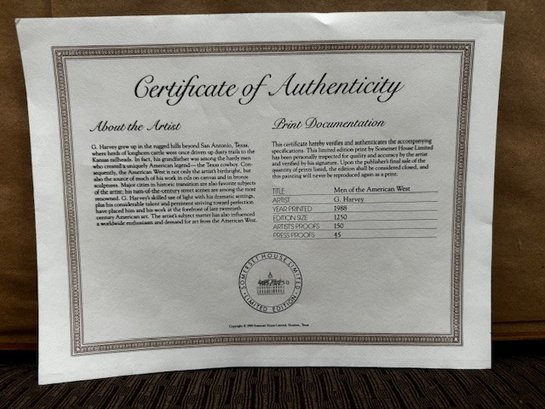 Certificate of Authenticity
About the Artist
G. Harvey grew up in the rugged hills beyond San Antonio, Texas,
where herds of longhorn cattle were once driven up dusty trails to the
Kansas railheads. In fact, his grandfather was among the hardy men
who created a uniquely American legend— the Texas cowboy. Con-
sequently, the American West is not only the artist's birthright, but
also the source of much of his work in oils on canvas and bronze
sculptures. Major cities in historic transition are also favorite subjects
of the artist; his turn-of-the-century street scenes are among the most
renowned. G. Harvey's skilled use of light with his dramatic settings,
plus his considerable talent and persistent striving toward perfection
have placed him and his work at the forefront of late twentieth
century American art. The artist's subject matter has also influenced
a worldwide enthusiasm and demand for art from the American West.
Print Documentation
This certificate hereby verifies and authenticates the accompanying
specifications. This limited edition print by Somerset House Limited
has been personally inspected for quality and accuracy by the artist
and verified by his signature. Upon the publisher's final sale of the
quantity of prints listed, the edition shall be considered closed, and
this painting will never be reproduced again as a print.
TITLE Men of the American West
ARTIST G. Harvey
YEAR PRINTED 1988
EDITION SIZE 1250
ARTIST'S PROOFS 150
PRESS PROOFS 45
SOMERSET HOUSE LIMITED
LIMITED EDITION
Somerset House Limited, Houston, Texas